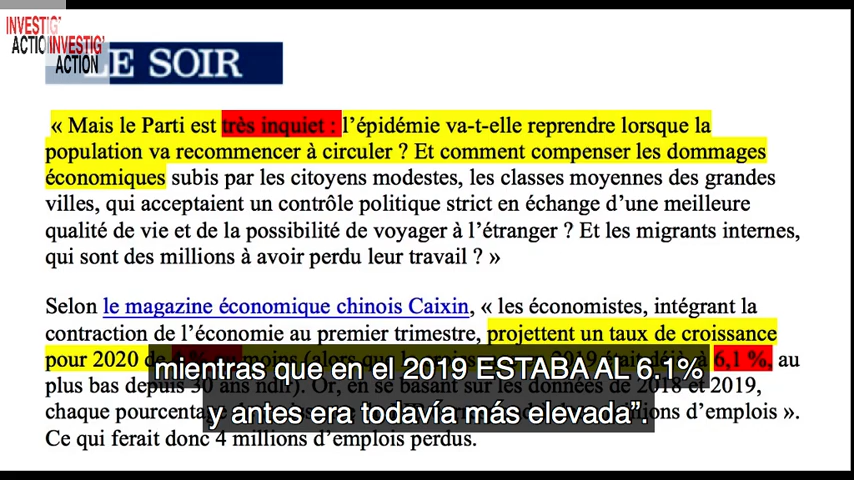 INVESTIG'
ACTIO
INVESTIG'
ACTION
LE SOIR
« Mais le Parti est très inquiet : l'épidémie va-t-elle reprendre lorsque la
population va recommencer à circuler ? Et comment compenser les dommages
économiques subis par les citoyens modestes, les classes moyennes des grandes
villes, qui acceptaient un contrôle politique strict en échange d'une meilleure
qualité de vie et de la possibilité de voyager à l'étranger ? Et les migrants internes,
qui sont des millions à avoir perdu leur travail ? »
Selon le magazine économique chinois Caixin, « les économistes, intégrant la
contraction de l'économie au premier trimestre, projettent un taux de croissance
pour 2020 de moins (alors 2019 était déjà à 6,1 %, au
plus bas depuis 30 ans ndlr). Or, en se basant sur les données de 2018 et 2019,
chaque pourcentage d'emplois ».
Ce qui ferait donc 4 millions d'emplois perdus.
mientras que en el 2019 ESTABA AL 6.1%
y antes era todavía más elevada”.